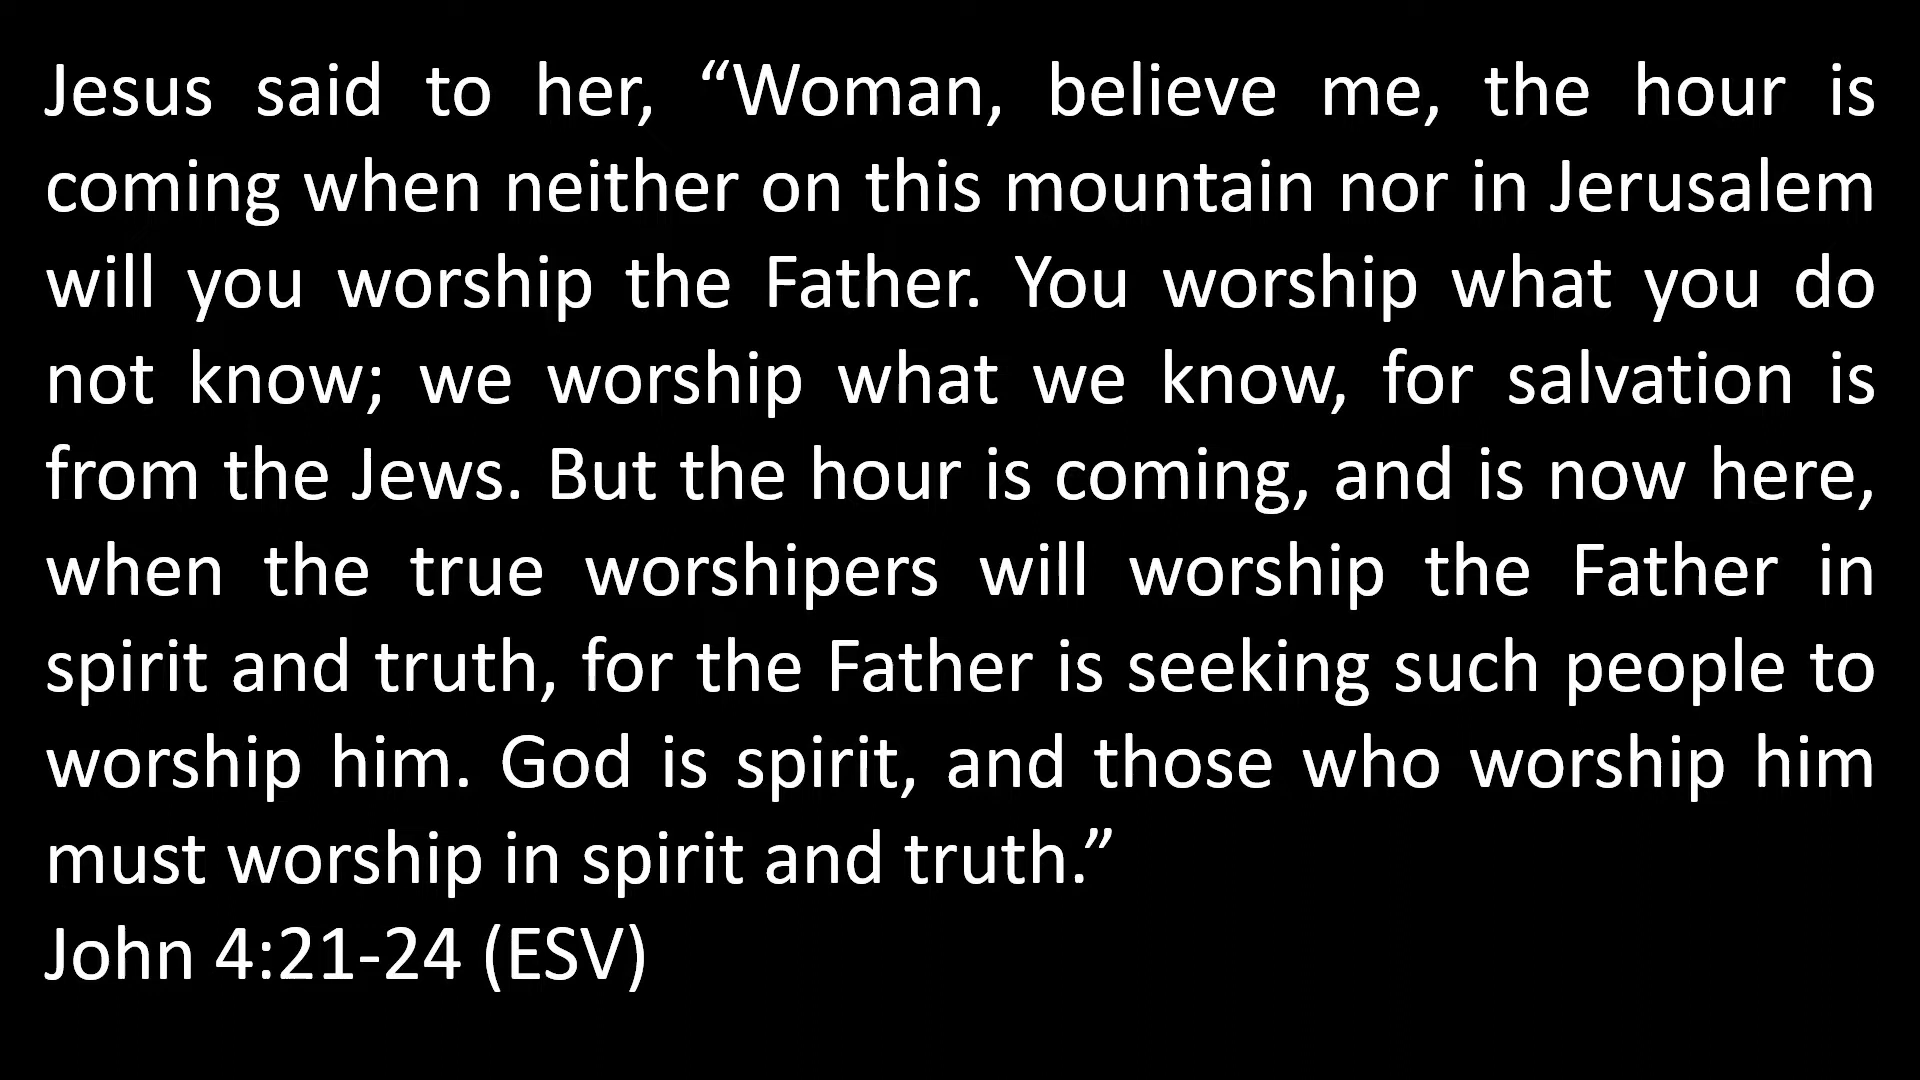 Jesus said to her, “Woman, believe me, the hour is
coming when neither on this mountain nor in Jerusalem
will you worship the Father. You worship what you do
not know; we worship what we know, for salvation is
from the Jews. But the hour is coming, and is now here,
when the true worshipers will worship the Father in
spirit and truth, for the Father is seeking such people to
worship him. God is spirit, and those who worship him
must worship in spirit and truth.”
John 4:21-24 (ESV)